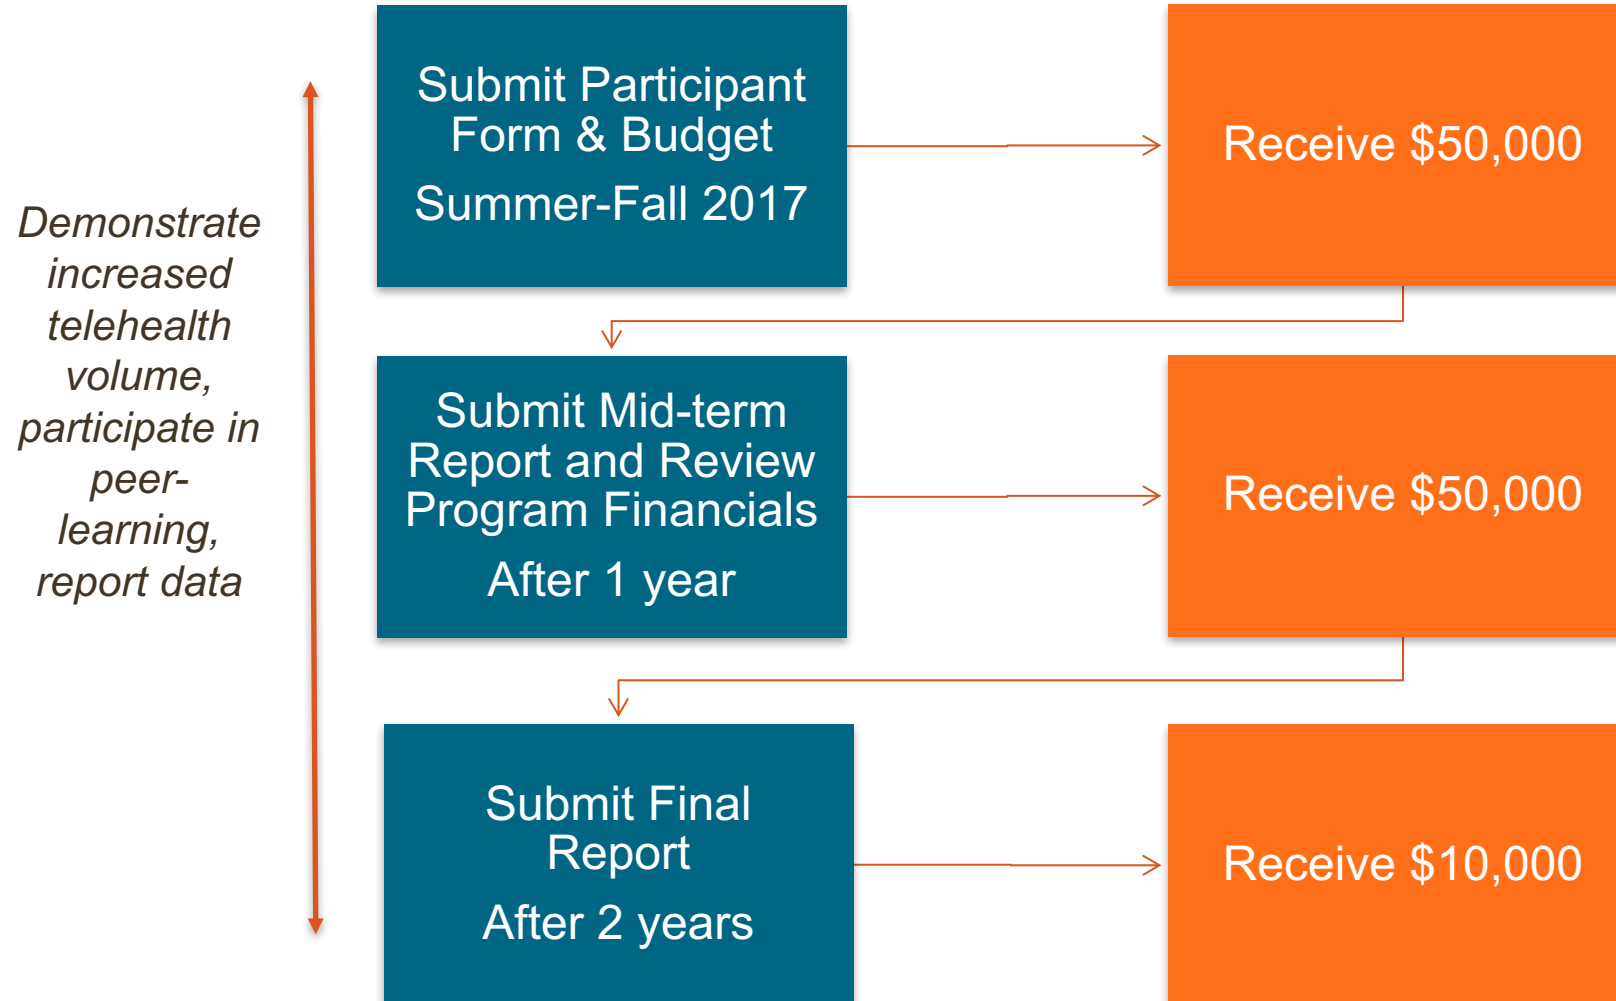 Demonstrate
increased
telehealth
volume,
participate in
peer-
learning,
report data
Submit Participant
Form & Budget
Summer-Fall 2017
Receive $50,000
Submit Mid-term
Report and Review
Program Financials
After 1 year
Receive $50,000
Submit Final
Report
After 2 years
Receive $10,000